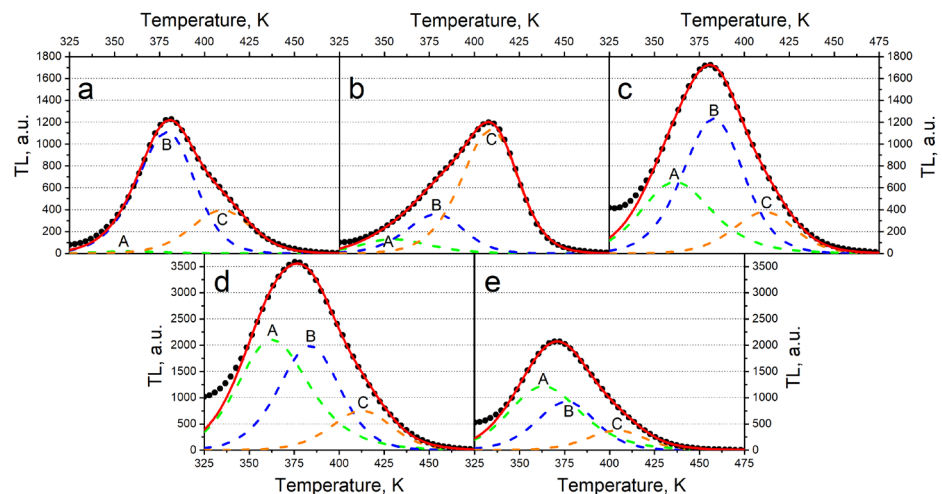 Temperature, K Temperature, K
325 350 375 400 425 450 325 350 375 400 425 450 325 350 375 400 425 450 475
1800 a b c 1800
1600 1600
1400 1400
1200 1200
1000 1000
800 800
600 600
400 400
200 200
0 0
TL, a.u. TL, a.u.
A B C
A B C
A B C
3500 d e 3500
3000 3000
2500 2500
2000 2000
1500 1500
1000 1000
500 500
0 0
TL, a.u. TL, a.u.
A B C
A B C
325 350 375 400 425 450 325 350 375 400 425 450 475
Temperature, K Temperature, K